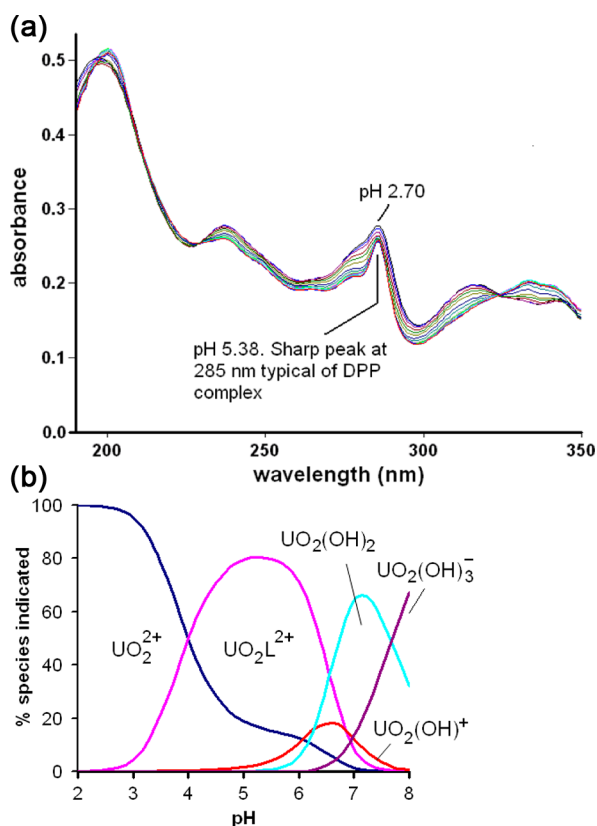 (a)
0.5
0.4
0.3
0.2
0.1
0.0
absorbance
pH 2.70
pH 5.38. Sharp peak at
285 nm typical of DPP
complex
200 250 300 350
wavelength (nm)
(b)
100
80
60
40
20
0
% species indicated
UO₂(OH)₂
UO₂(OH)₃⁻
UO₂²⁺
UO₂L²⁺
UO₂(OH)⁺
2 3 4 5 6 7 8
pH